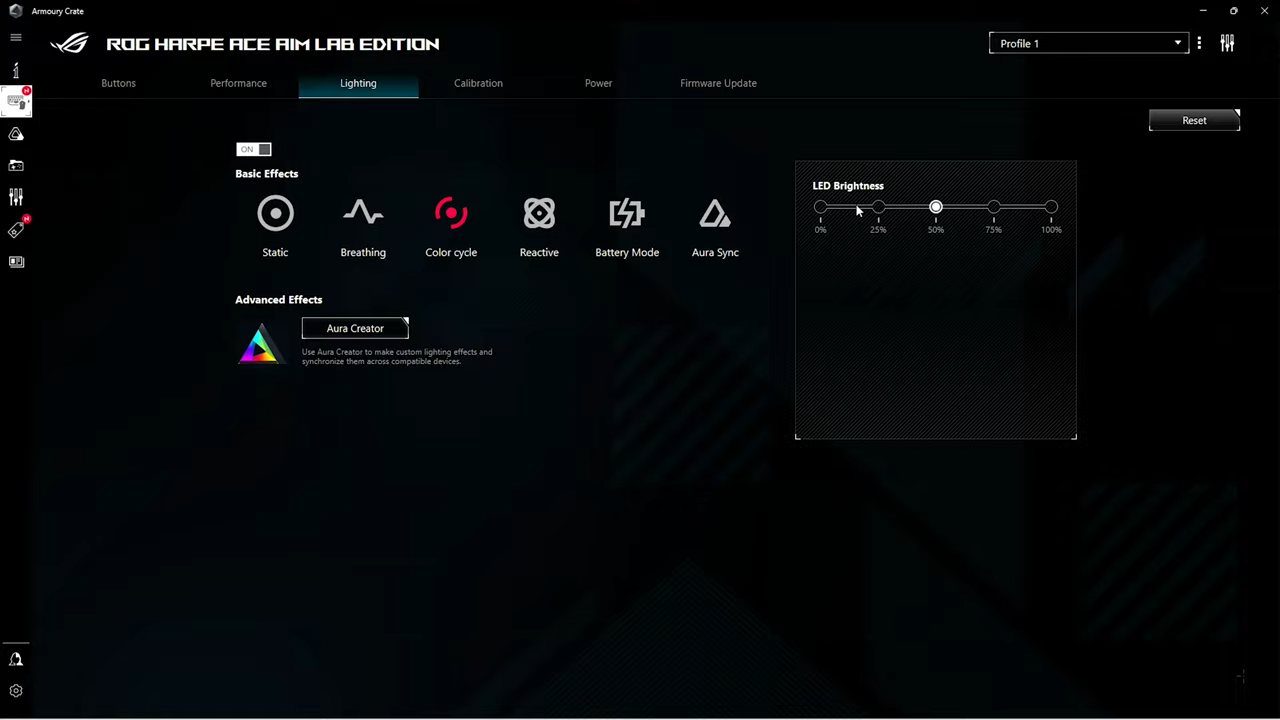 Armoury Crate
ROG HARPE ACE AIM LAB EDITION
Profile 1
Buttons Performance Lighting Calibration Power Firmware Update
Reset
ON
Basic Effects
Static Breathing Color cycle Reactive Battery Mode Aura Sync
LED Brightness
0% 25% 50% 75% 100%
Advanced Effects
Aura Creator
Use Aura Creator to make custom lighting effects and
synchronize them across compatible devices.